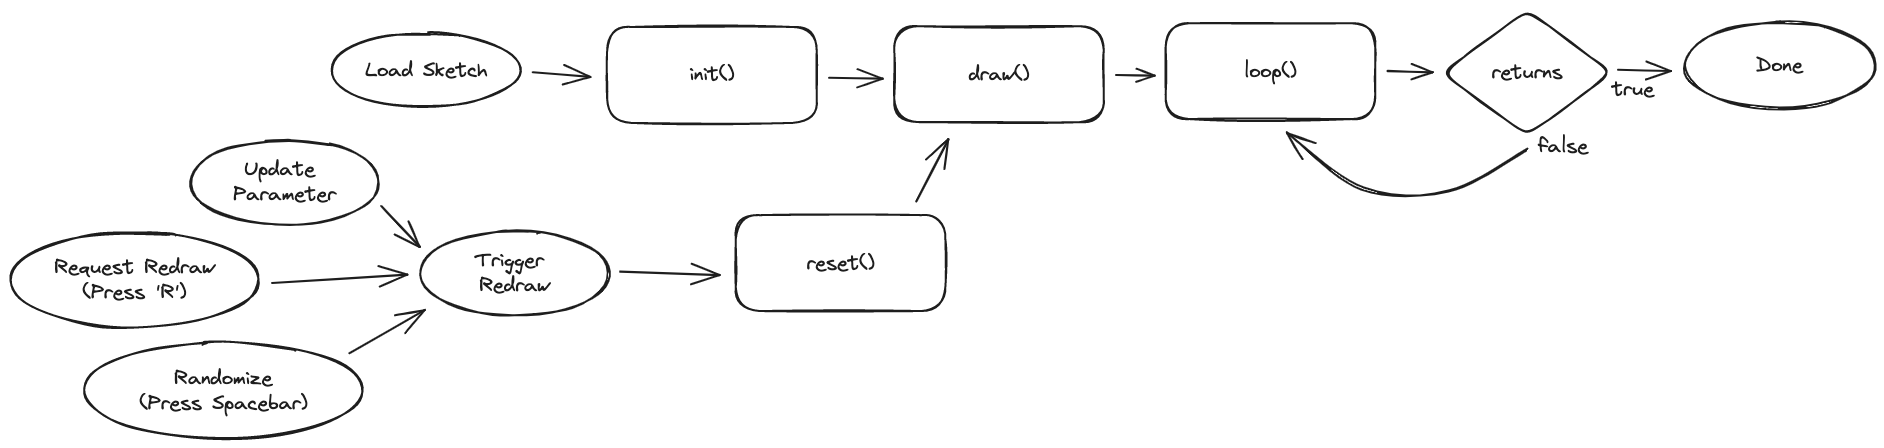 Load Sketch
init()
draw()
loop()
returns
true
Done
false
Update
Parameter
Request Redraw
(Press 'R')
Trigger
Redraw
reset()
Randomize
(Press Spacebar)